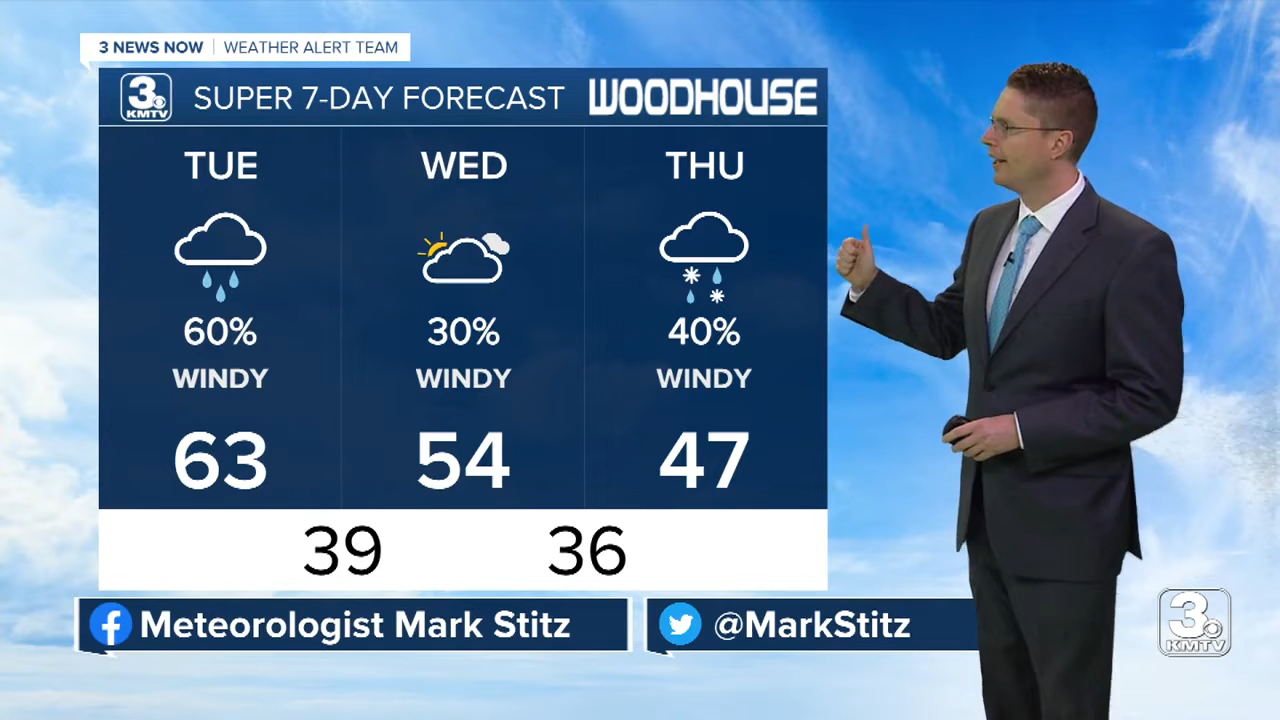 3 NEWS NOW | WEATHER ALERT TEAM
3 KMTV SUPER 7-DAY FORECAST WOODHOUSE
TUE WED THU
60% 30% 40%
WINDY WINDY WINDY
63 54 47
39 36
Meteorologist Mark Stitz @MarkStitz
3 KMTV